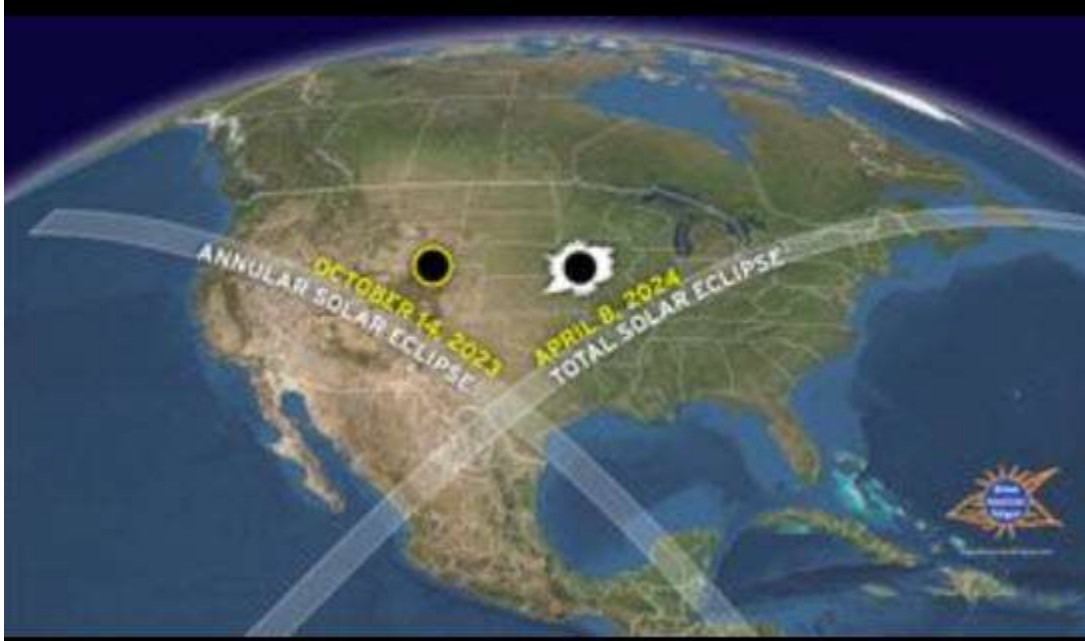 OCTOBER 14, 2023
ANNULAR SOLAR ECLIPSE
APRIL 8, 2024
TOTAL SOLAR ECLIPSE